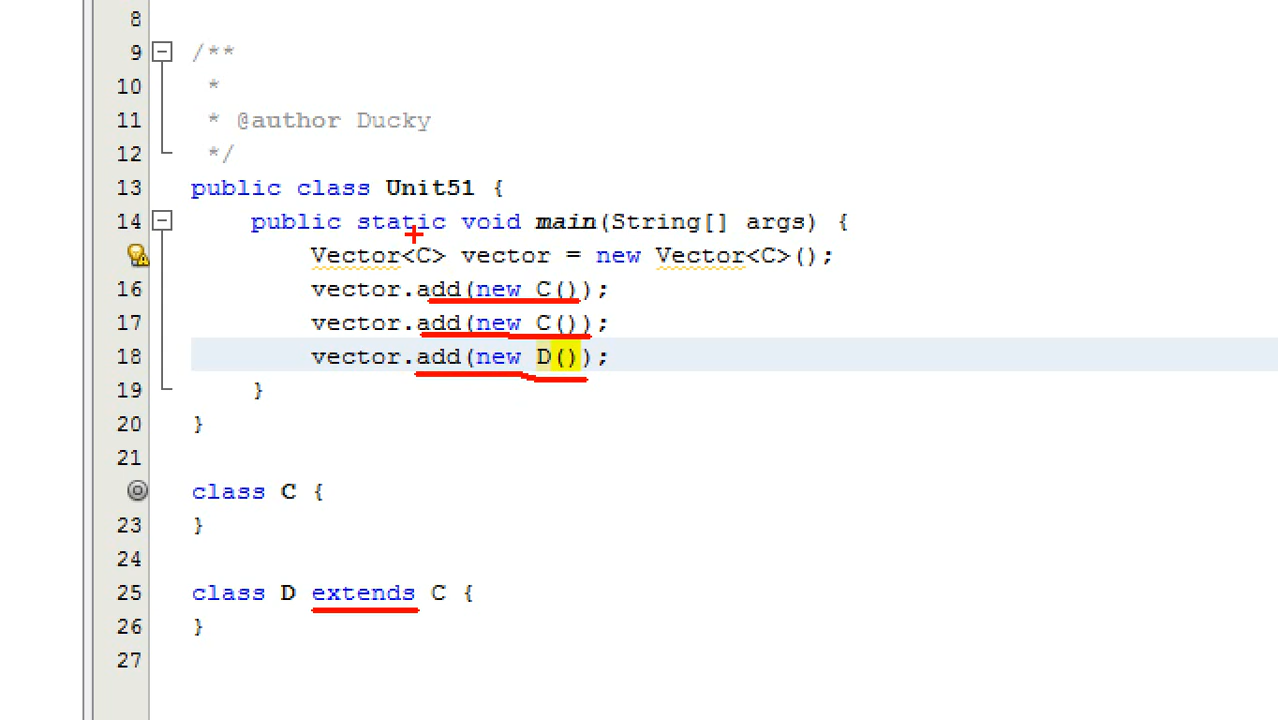 8
9 /**
10 *
11 * @author Ducky
12 */
13 public class Unit51 {
14 public static void main(String[] args) {
Vector<C> vector = new Vector<C>();
16 vector.add(new C());
17 vector.add(new C());
18 vector.add(new D());
19 }
20 }
21
class C {
23 }
24
25 class D extends C {
26 }
27